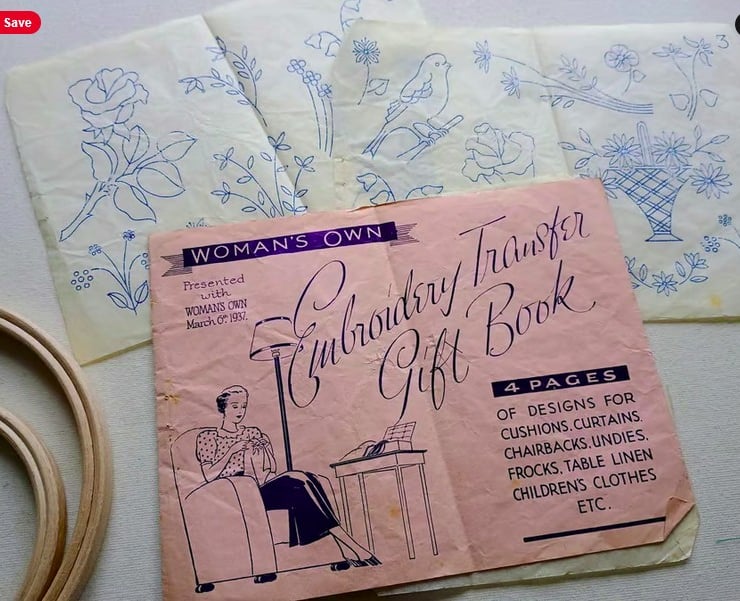 Save
3
WOMAN'S OWN
Presented
with
WOMAN'S OWN
March 6th 1937.
Embroidery Transfer
Gift Book
4 PAGES
OF DESIGNS FOR
CUSHIONS, CURTAINS,
CHAIRBACKS, UNDIES,
FROCKS, TABLE LINEN
CHILDREN'S CLOTHES
ETC.